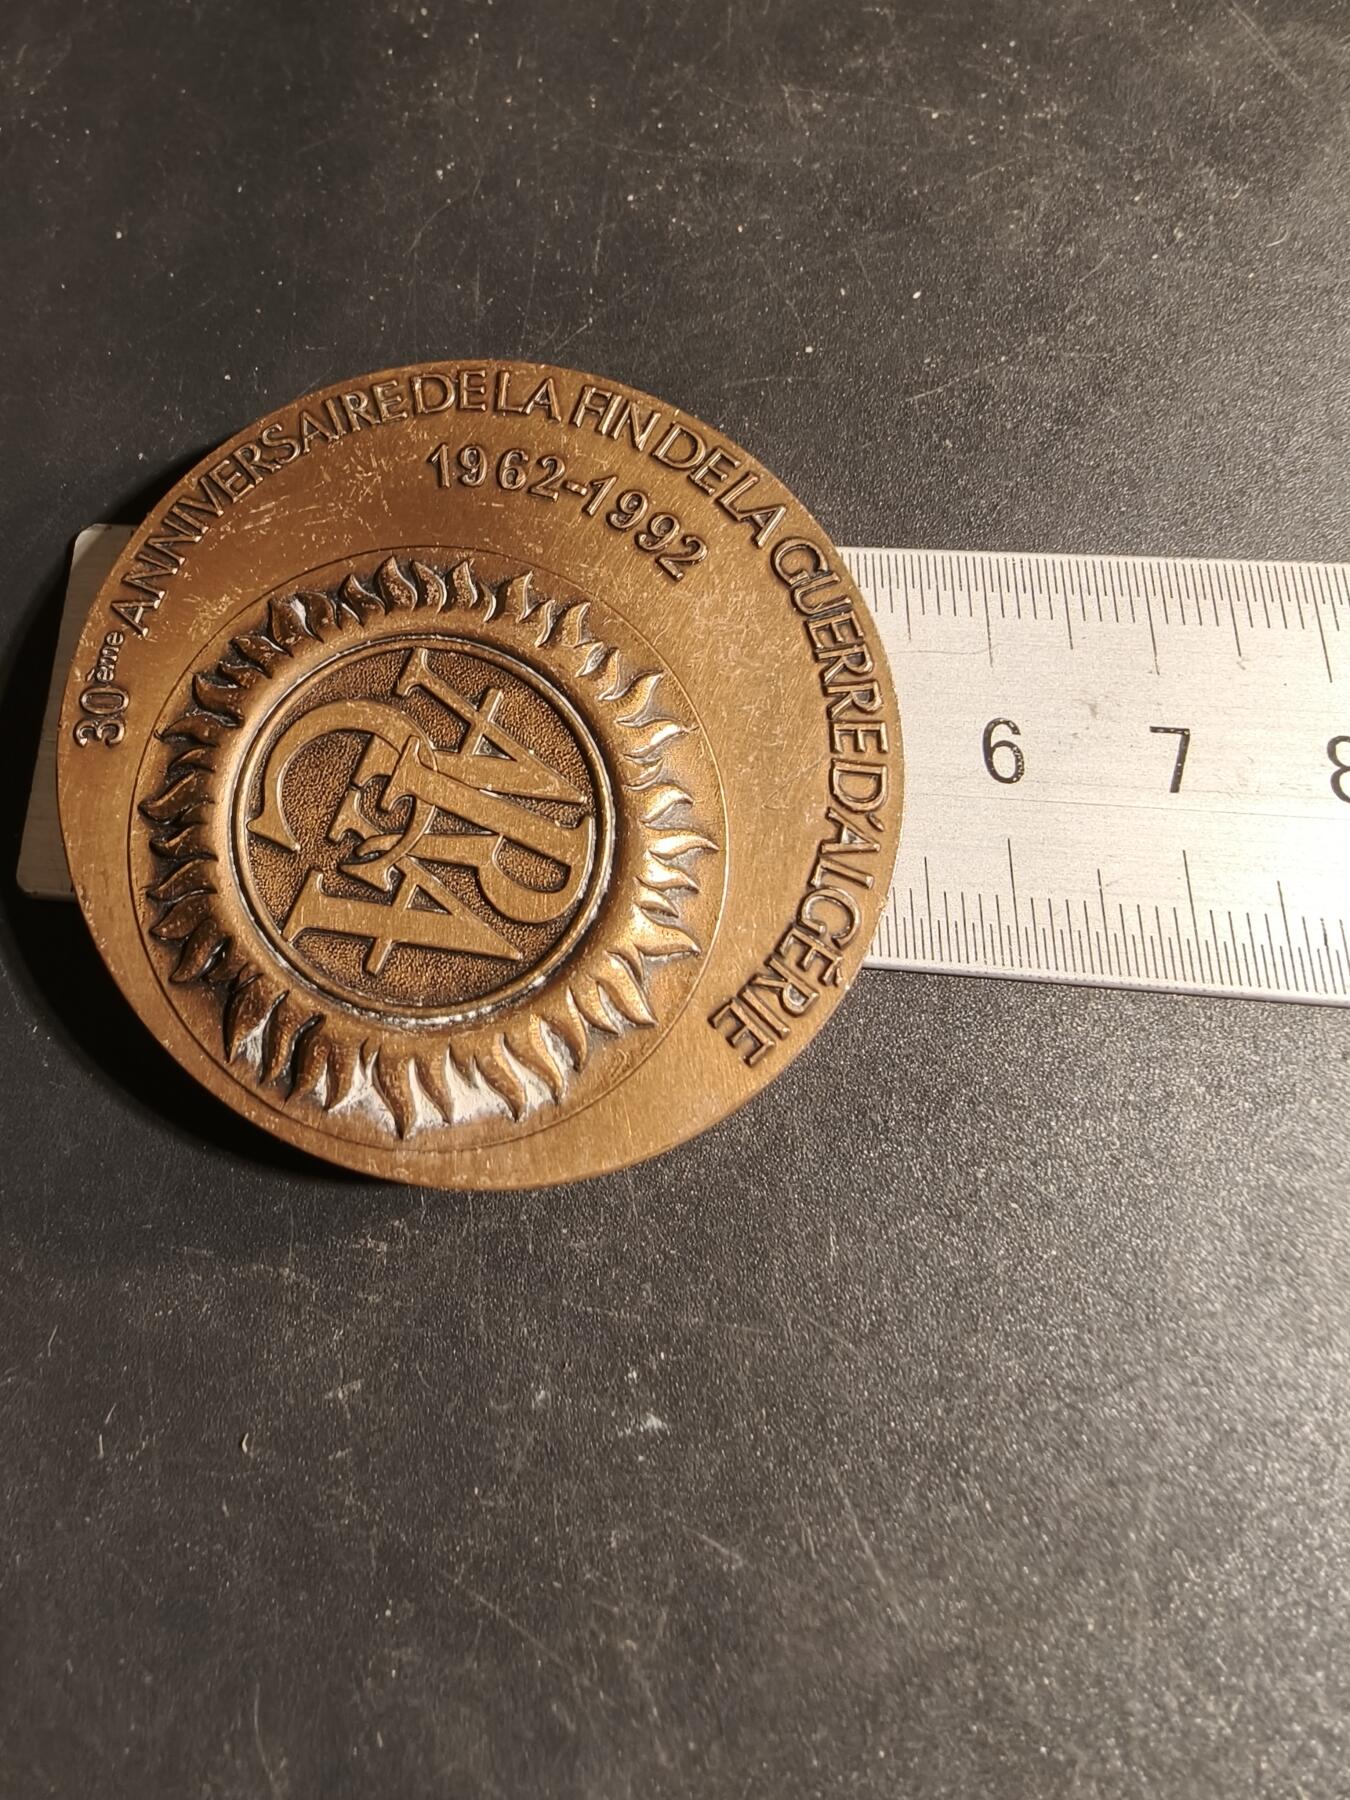 30ème ANNIVERSAIRE DE LA FIN DE LA GUERRE D'ALGÉRIE
1962-1992
6 7 8